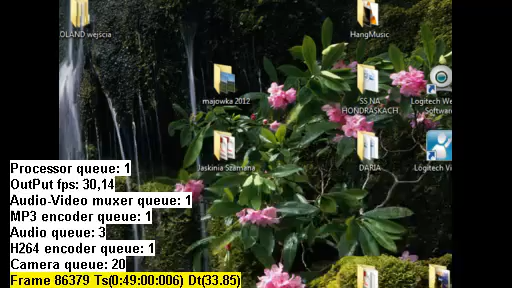 OLAND wejścia
HangMusic
majowka 2012
SS NA HONDRASKACH
Logitech We
Software
Jaskinia Szamana
DARIA
Logitech Vi
Processor queue: 1
OutPut fps: 30,14
Audio-Video muxer queue: 1
MP3 encoder queue: 1
Audio queue: 3
H264 encoder queue: 1
Camera queue: 20
Frame 86379 Ts(0:49:00:006) Dt(33.85)